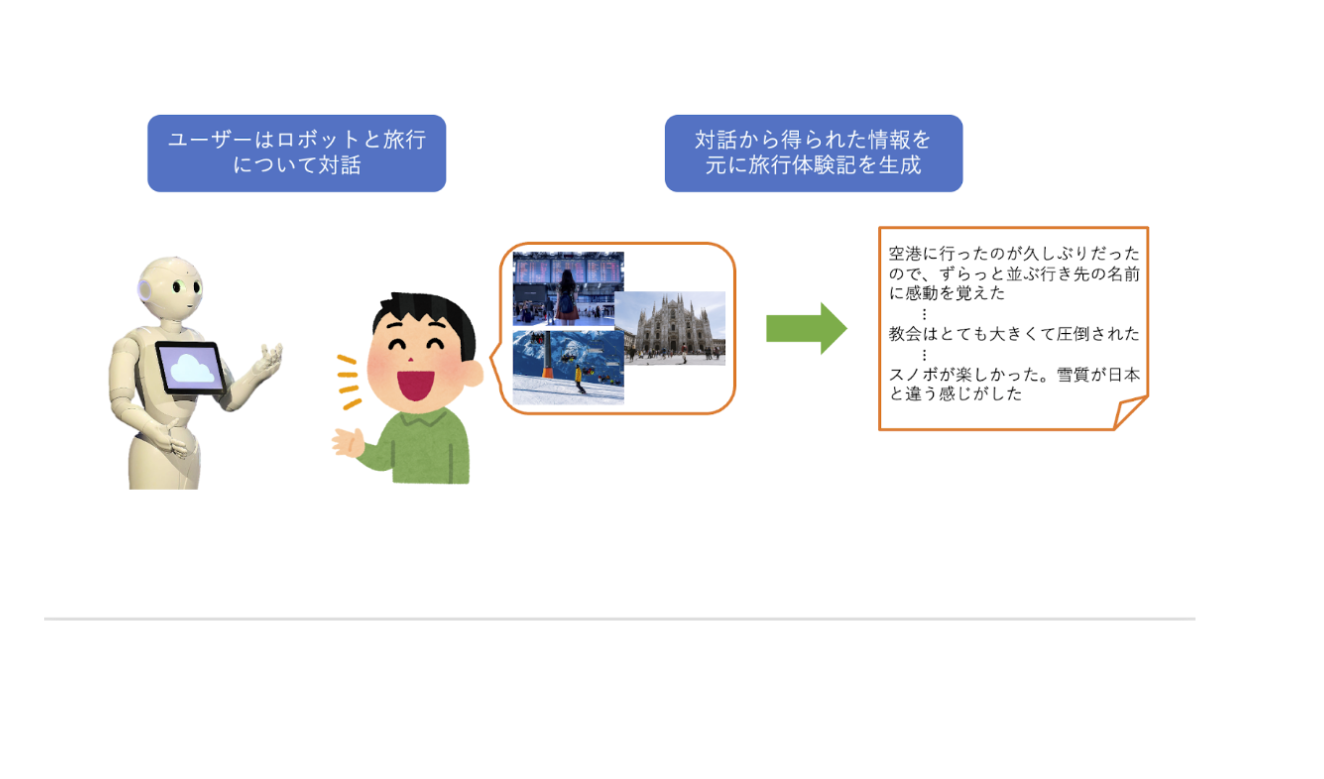 ユーザーはロボットと旅行
について対話
対話から得られた情報を
元に旅行体験記を生成
空港に行ったのが久しぶりだった
ので、ずらっと並ぶ行き先の名前
に感動を覚えた
⋮
教会はとても大きくて圧倒された
⋮
スノボが楽しかった。雪質が日本
と違う感じがした